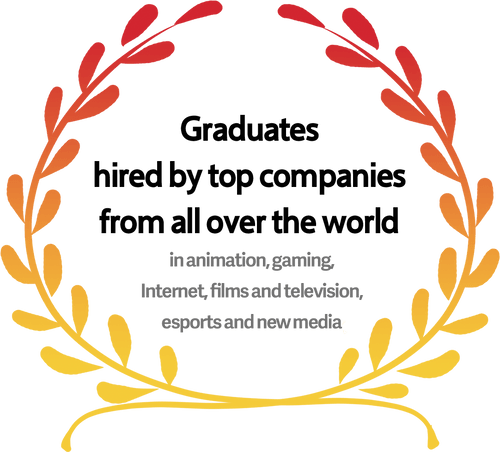 Graduates
hired by top companies
from all over the world
in animation, gaming,
Internet, films and television,
esports and new media